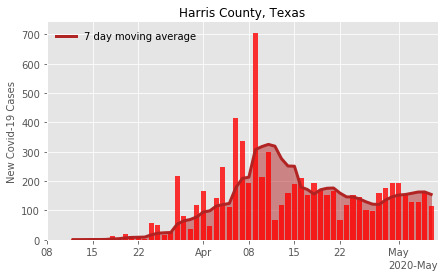 Harris County, Texas
7 day moving average
New Covid-19 Cases
700
600
500
400
300
200
100
0
08 15 22 Apr 08 15 22 May
2020-May